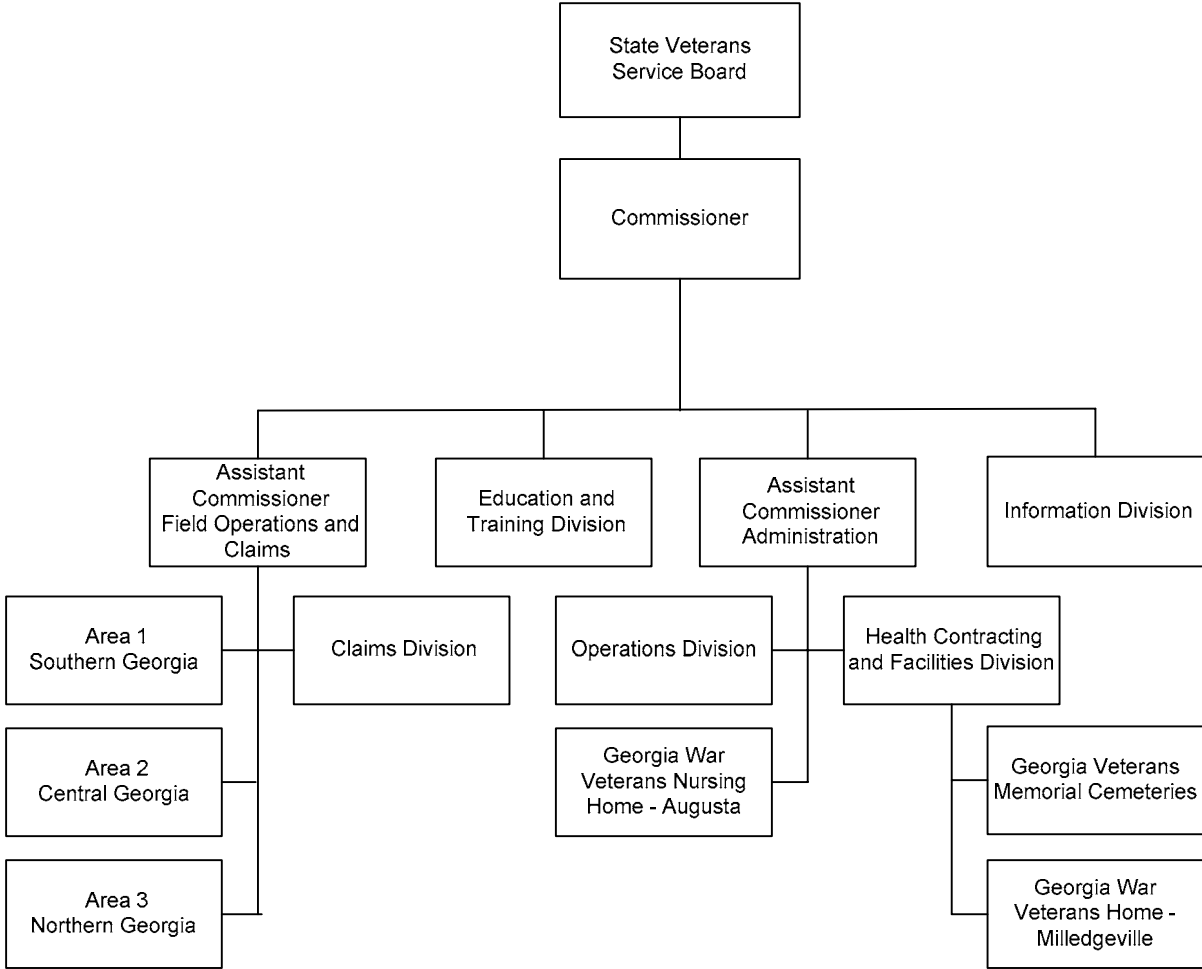 State Veterans
Service Board
Commissioner
Assistant
Commissioner
Field Operations and
Claims
Education and
Training Division
Assistant
Commissioner
Administration
Information Division
Area 1
Southern Georgia
Claims Division
Operations Division
Health Contracting
and Facilities Division
Area 2
Central Georgia
Georgia War
Veterans Nursing
Home - Augusta
Georgia Veterans
Memorial Cemeteries
Area 3
Northern Georgia
Georgia War
Veterans Home -
Milledgeville